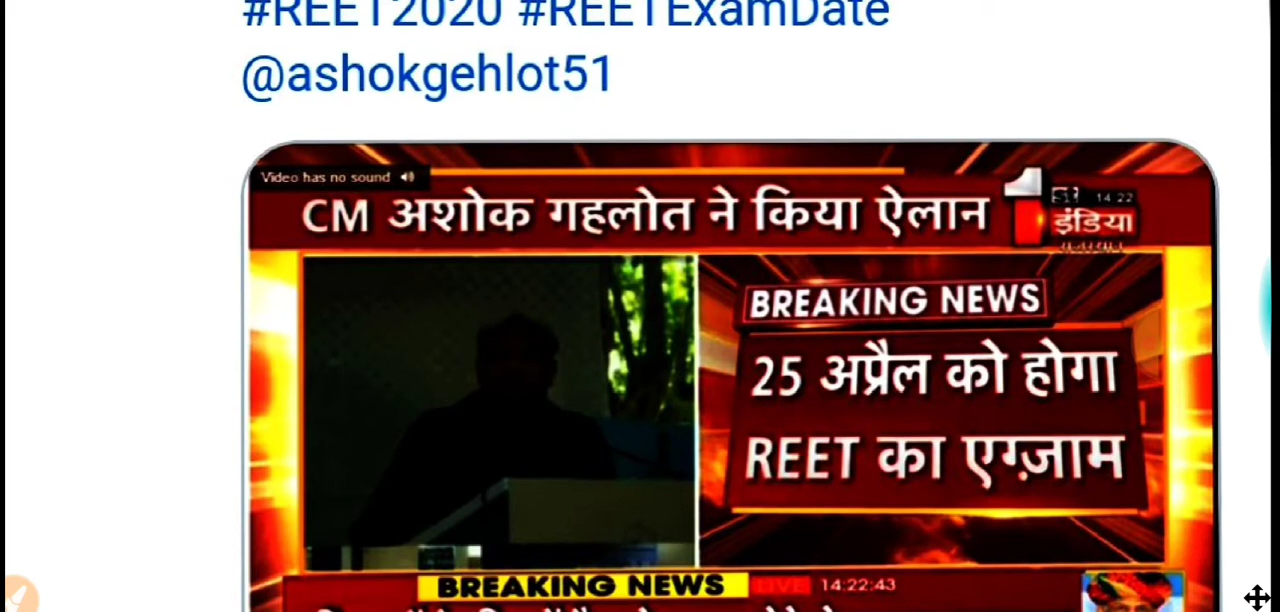 #REET2020 #REETExamDate
@ashokgehlot51
Video has no sound
CM अशोक गहलोत ने किया ऐलान
14 22
इंडिया
BREAKING NEWS
25 अप्रैल को होगा
REET का एग्ज़ाम
BREAKING NEWS LIVE 14:22:43